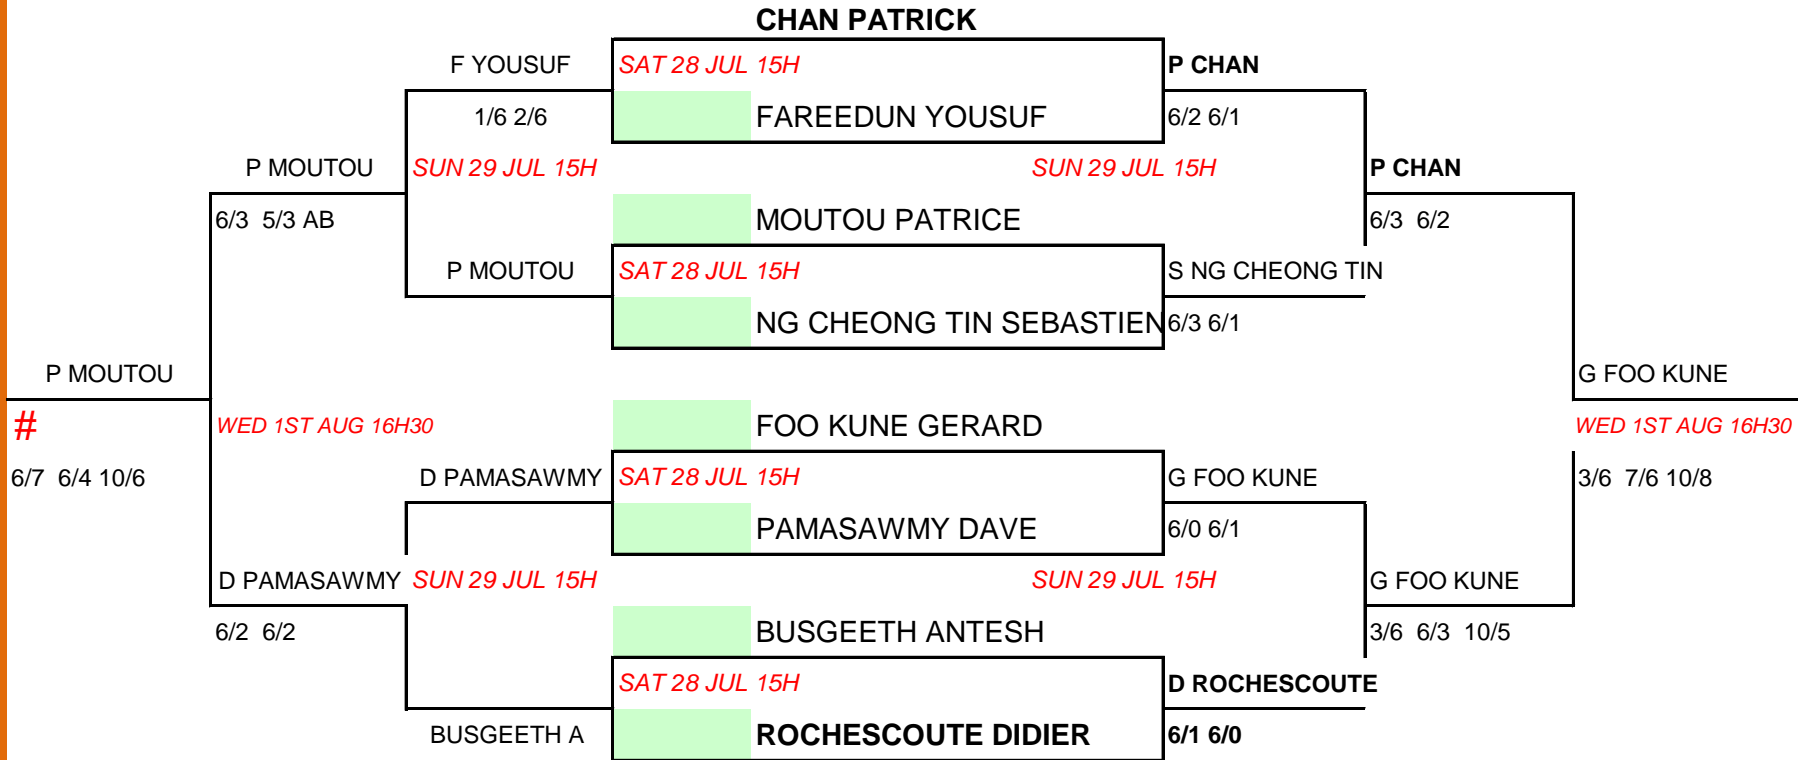 CHAN PATRICK
F YOUSUF SAT 28 JUL 15H P CHAN
1/6 2/6 FAREEDUN YOUSUF 6/2 6/1
P MOUTOU SUN 29 JUL 15H SUN 29 JUL 15H P CHAN
6/3 5/3 AB MOUTOU PATRICE 6/3 6/2
P MOUTOU SAT 28 JUL 15H S NG CHEONG TIN
NG CHEONG TIN SEBASTIEN 6/3 6/1
P MOUTOU G FOO KUNE
# WED 1ST AUG 16H30 FOO KUNE GERARD WED 1ST AUG 16H30
6/7 6/4 10/6 D PAMASAWMY SAT 28 JUL 15H G FOO KUNE 3/6 7/6 10/8
PAMASAWMY DAVE 6/0 6/1
D PAMASAWMY SUN 29 JUL 15H SUN 29 JUL 15H G FOO KUNE
6/2 6/2 BUSGEETH ANTESH 3/6 6/3 10/5
SAT 28 JUL 15H D ROCHESCOUTE
BUSGEETH A ROCHESCOUTE DIDIER 6/1 6/0